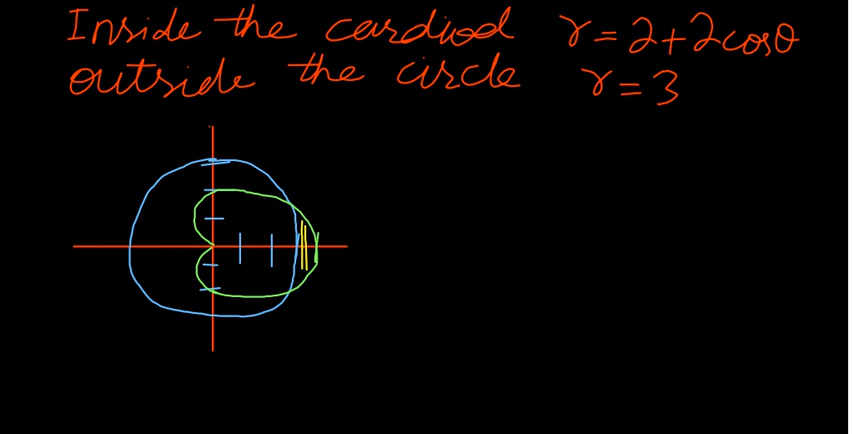 Inside the cardiod r = 2+2cosθ
outside the circle r = 3